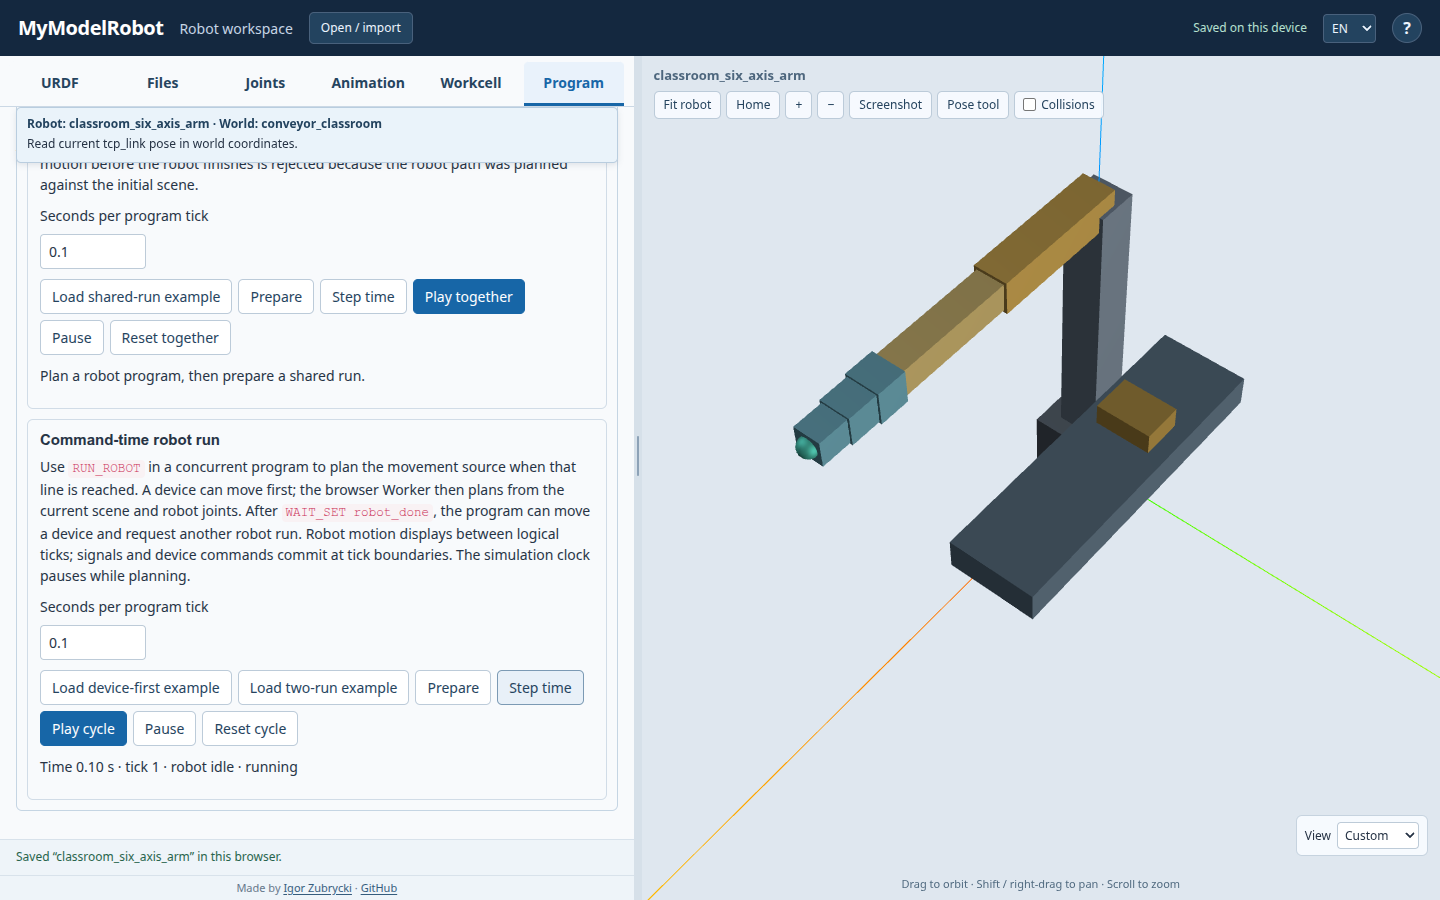 MyModelRobot Robot workspace Open / import Saved on this device EN ?
URDF Files Joints Animation Workcell Program
Robot: classroom_six_axis_arm · World: conveyor_classroom
Read current tcp_link pose in world coordinates.
motion before the robot finishes is rejected because the robot path was planned
against the initial scene.
Seconds per program tick
0.1
Load shared-run example Prepare Step time Play together
Pause Reset together
Plan a robot program, then prepare a shared run.
Command-time robot run
Use RUN_ROBOT in a concurrent program to plan the movement source when that
line is reached. A device can move first; the browser Worker then plans from the
current scene and robot joints. After WAIT_SET robot_done , the program can move
a device and request another robot run. Robot motion displays between logical
ticks; signals and device commands commit at tick boundaries. The simulation clock
pauses while planning.
Seconds per program tick
0.1
Load device-first example Load two-run example Prepare Step time
Play cycle Pause Reset cycle
Time 0.10 s · tick 1 · robot idle · running
Saved “classroom_six_axis_arm” in this browser.
Made by Igor Zubrycki · GitHub
classroom_six_axis_arm
Fit robot Home + − Screenshot Pose tool Collisions
View Custom
Drag to orbit · Shift / right-drag to pan · Scroll to zoom